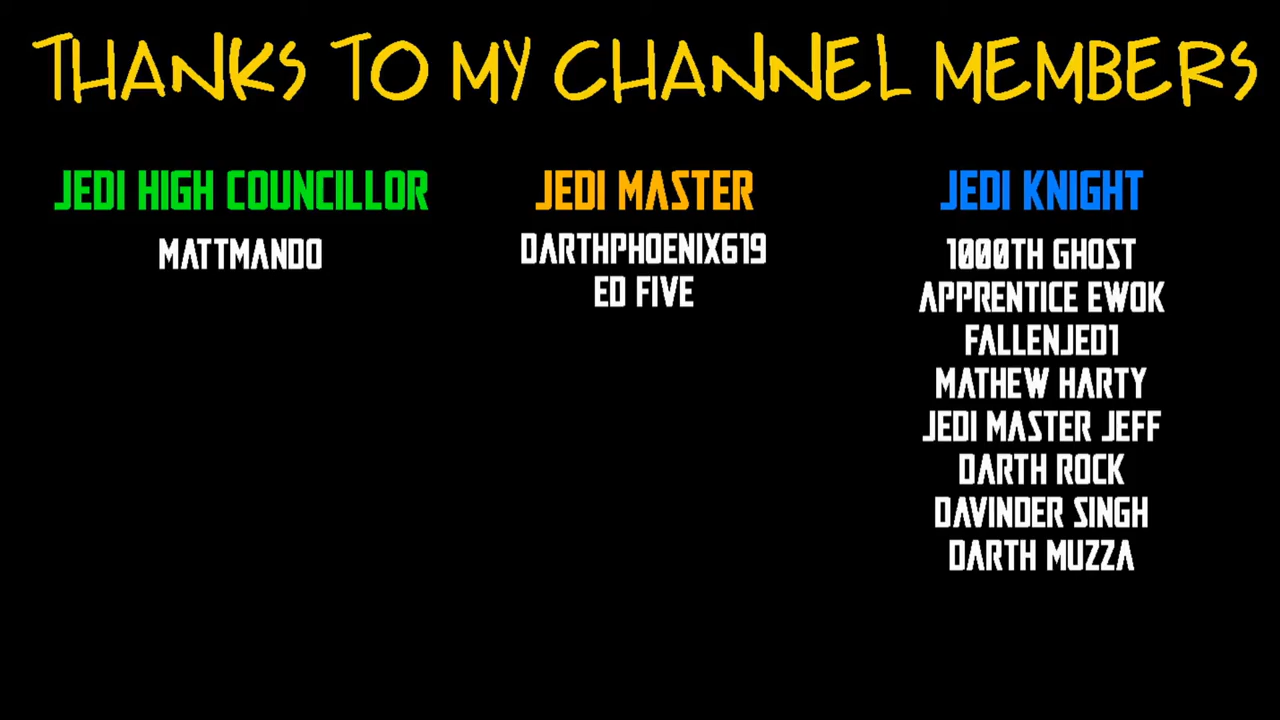 THANKS TO MY CHANNEL MEMBERS
JEDI HIGH COUNCILLOR
MATTMANDO
JEDI MASTER
DARTHPHOENIX619
ED FIVE
JEDI KNIGHT
1000TH GHOST
APPRENTICE EWOK
FALLENJED1
MATHEW HARTY
JEDI MASTER JEFF
DARTH ROCK
DAVINDER SINGH
DARTH MUZZA